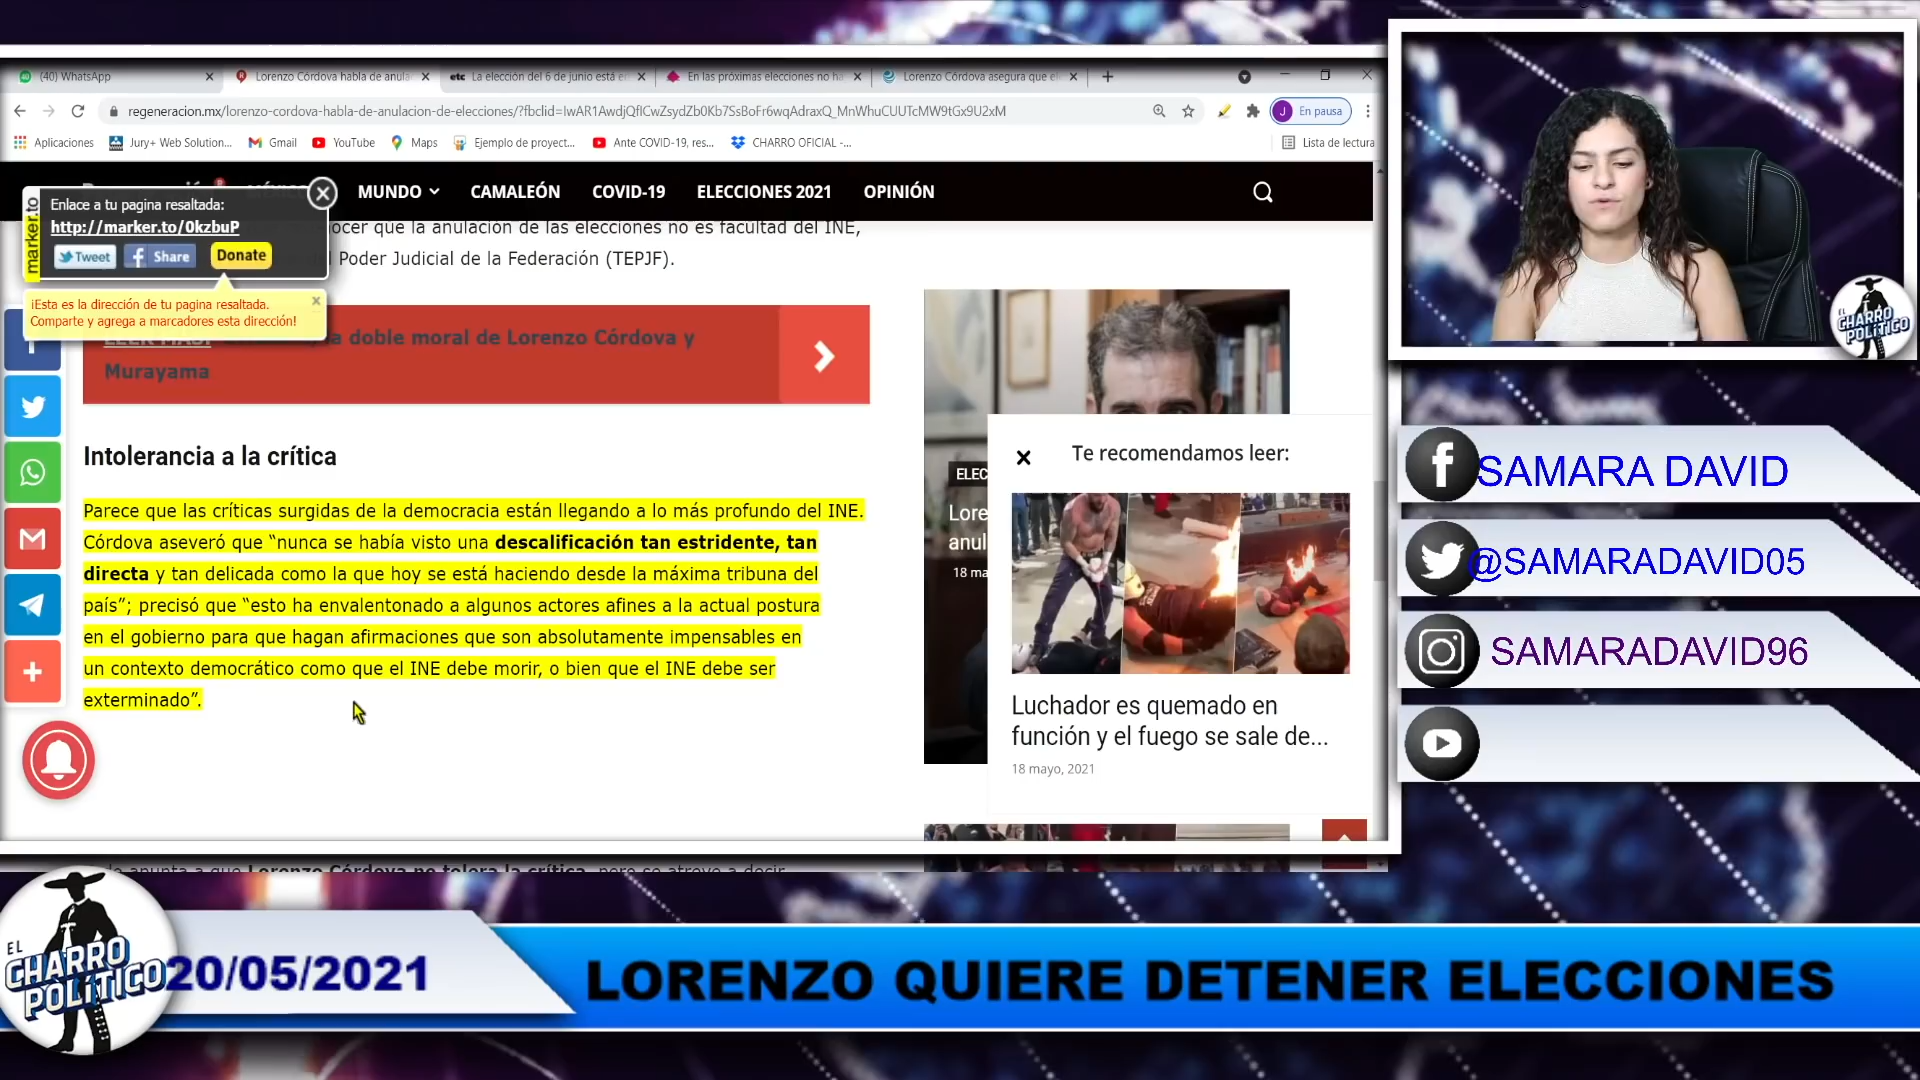 (40) WhatsApp
Lorenzo Córdova habla de anula
etc La elección del 6 de junio está e
En las próximas elecciones no ha
Lorenzo Córdova asegura que el
regeneracion.mx/lorenzo-cordova-habla-de-anulacion-de-elecciones/?fbclid=IwAR1AwdjQfICwZsydZb0Kb7SsBoFr6wqAdraxQ_MnWhuCUUTcMW9tGx9U2xM
J En pausa
Aplicaciones
Jury+ Web Solution...
Gmail
YouTube
Maps
Ejemplo de proyect...
Ante COVID-19, res...
CHARRO OFICIAL -...
Lista de lectura
MUNDO
CAMALEÓN
COVID-19
ELECCIONES 2021
OPINIÓN
marker.to
Enlace a tu pagina resaltada:
http://marker.to/0kzbuP
Tweet
Share
Donate
¡Esta es la dirección de tu pagina resaltada.
Comparte y agrega a marcadores esta dirección!
ocer que la anulación de las elecciones no es facultad del INE,
l Poder Judicial de la Federación (TEPJF).
la doble moral de Lorenzo Córdova y
Murayama
Intolerancia a la crítica
Parece que las críticas surgidas de la democracia están llegando a lo más profundo del INE.
Córdova aseveró que “nunca se había visto una descalificación tan estridente, tan
directa y tan delicada como la que hoy se está haciendo desde la máxima tribuna del
país”; precisó que “esto ha envalentonado a algunos actores afines a la actual postura
en el gobierno para que hagan afirmaciones que son absolutamente impensables en
un contexto democrático como que el INE debe morir, o bien que el INE debe ser
exterminado”.
ELEC
Lore
anul
18 ma
Te recomendamos leer:
Luchador es quemado en
función y el fuego se sale de...
18 mayo, 2021
EL
CHARRO
POLÍTICO
SAMARA DAVID
@SAMARADAVID05
SAMARADAVID96
EL
CHARRO
POLÍTICO
20/05/2021
LORENZO QUIERE DETENER ELECCIONES